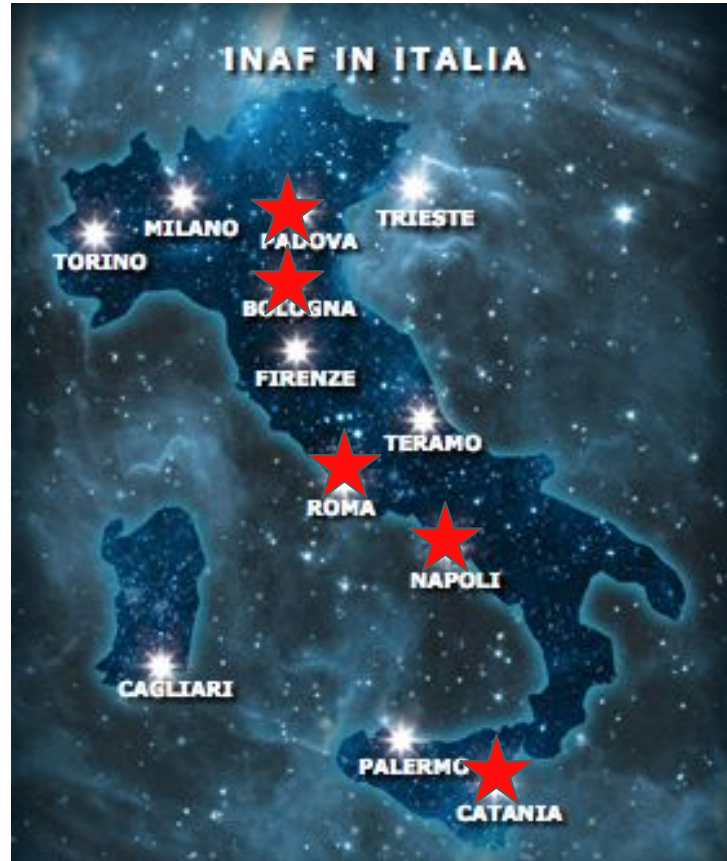 INAF IN ITALIA
MILANO
TRIESTE
PADOVA
TORINO
BOLOGNA
FIRENZE
TERAMO
ROMA
NAPOLI
CAGLIARI
PALERMO
CATANIA